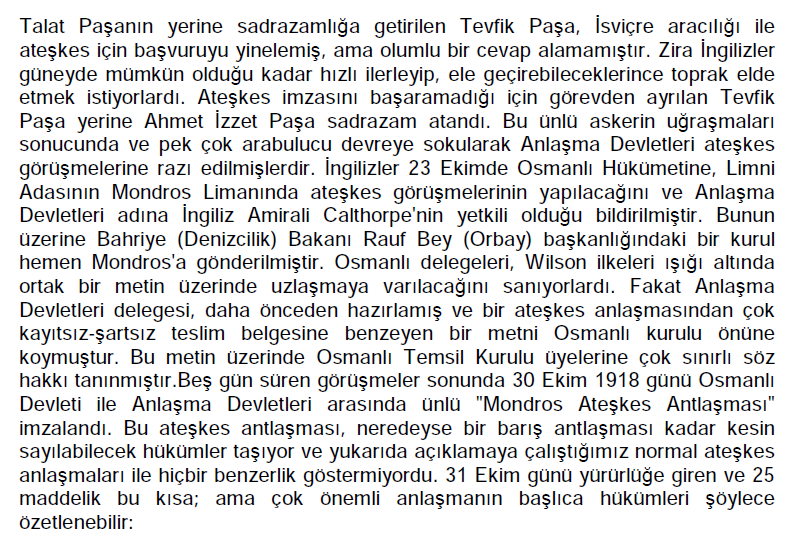 Talat Paşanın yerine sadrazamlığa getirilen Tevfik Paşa, İsviçre aracılığı ile
ateşkes için başvuruyu yinelemiş, ama olumlu bir cevap alamamıştır. Zira İngilizler
güneyde mümkün olduğu kadar hızlı ilerleyip, ele geçirebileceklerince toprak elde
etmek istiyorlardı. Ateşkes imzasını başaramadığı için görevden ayrılan Tevfik
Paşa yerine Ahmet İzzet Paşa sadrazam atandı. Bu ünlü askerin uğraşmaları
sonucunda ve pek çok arabulucu devreye sokularak Anlaşma Devletleri ateşkes
görüşmelerine razı edilmişlerdir. İngilizler 23 Ekimde Osmanlı Hükümetine, Limni
Adasının Mondros Limanında ateşkes görüşmelerinin yapılacağını ve Anlaşma
Devletleri adına İngiliz Amirali Calthorpe'nin yetkili olduğu bildirilmiştir. Bunun
üzerine Bahriye (Denizcilik) Bakanı Rauf Bey (Orbay) başkanlığındaki bir kurul
hemen Mondros'a gönderilmiştir. Osmanlı delegeleri, Wilson ilkeleri ışığı altında
ortak bir metin üzerinde uzlaşmaya varılacağını sanıyorlardı. Fakat Anlaşma
Devletleri delegesi, daha önceden hazırlamış ve bir ateşkes anlaşmasından çok
kayıtsız-şartsız teslim belgesine benzeyen bir metni Osmanlı kurulu önüne
koymuştur. Bu metin üzerinde Osmanlı Temsil Kurulu üyelerine çok sınırlı söz
hakkı tanınmıştır.Beş gün süren görüşmeler sonunda 30 Ekim 1918 günü Osmanlı
Devleti ile Anlaşma Devletleri arasında ünlü "Mondros Ateşkes Antlaşması"
imzalandı. Bu ateşkes antlaşması, neredeyse bir barış antlaşması kadar kesin
sayılabilecek hükümler taşıyor ve yukarıda açıklamaya çalıştığımız normal ateşkes
anlaşmaları ile hiçbir benzerlik göstermiyordu. 31 Ekim günü yürürlüğe giren ve 25
maddelik bu kısa; ama çok önemli anlaşmanın başlıca hükümleri şöylece
özetlenebilir: